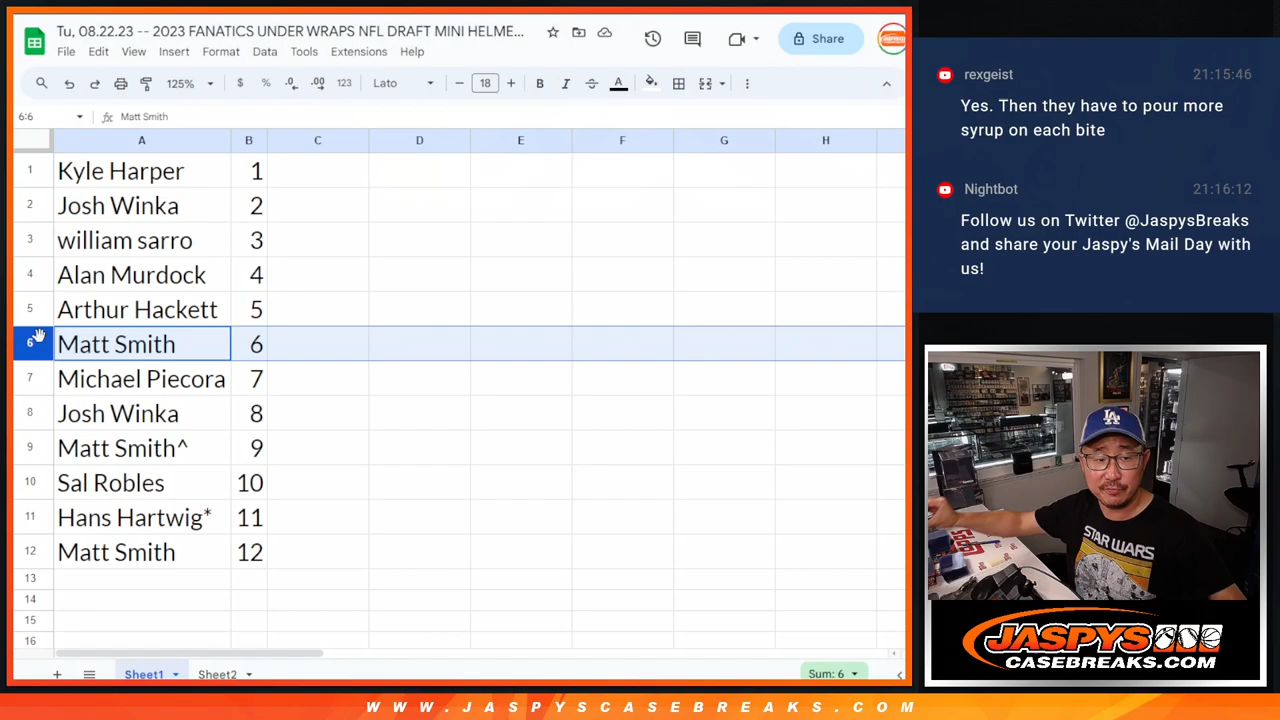 Tu, 08.22.23 -- 2023 FANATICS UNDER WRAPS NFL DRAFT MINI HELME...
File Edit View Insert Format Data Tools Extensions Help
Share
125% $ % .0 .00 123 Lato 18 B I S A
6:6 fx Matt Smith
A B C D E F G H
1 Kyle Harper 1
2 Josh Winka 2
3 william sarro 3
4 Alan Murdock 4
5 Arthur Hackett 5
6 Matt Smith 6
7 Michael Piecora 7
8 Josh Winka 8
9 Matt Smith^ 9
10 Sal Robles 10
11 Hans Hartwig* 11
12 Matt Smith 12
13
14
15
16
Sheet1 Sheet2 Sum: 6
rexgeist 21:15:46
Yes. Then they have to pour more
syrup on each bite
Nightbot 21:16:12
Follow us on Twitter @JaspysBreaks
and share your Jaspy's Mail Day with
us!
LA
STAR WARS
JASPYS
CASEBREAKS.COM
WWW.JASPYSCASEBREAKS.COM